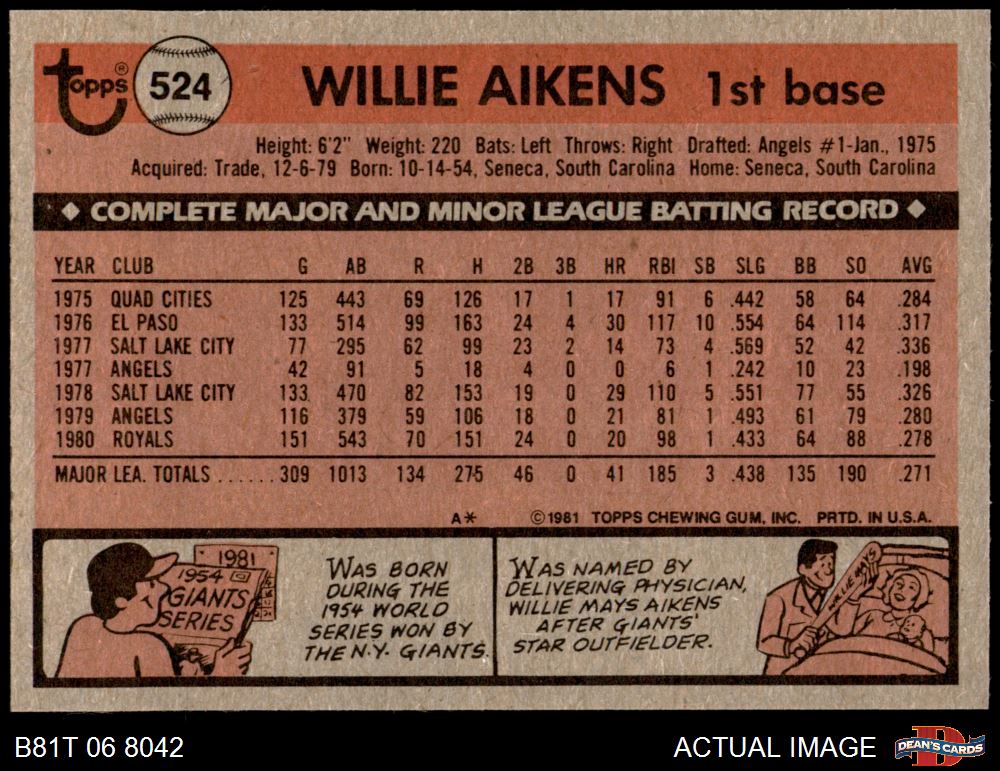 Topps® 524 WILLIE AIKENS 1st base
Height: 6'2" Weight: 220 Bats: Left Throws: Right Drafted: Angels #1-Jan., 1975
Acquired: Trade, 12-6-79 Born: 10-14-54, Seneca, South Carolina Home: Seneca, South Carolina
◆ COMPLETE MAJOR AND MINOR LEAGUE BATTING RECORD ◆
YEAR CLUB G AB R H 2B 3B HR RBI SB SLG BB SO AVG
1975 QUAD CITIES 125 443 69 126 17 1 17 91 6 .442 58 64 .284
1976 EL PASO 133 514 99 163 24 4 30 117 10 .554 64 114 .317
1977 SALT LAKE CITY 77 295 62 99 23 2 14 73 4 .569 52 42 .336
1977 ANGELS 42 91 5 18 4 0 0 6 1 .242 10 23 .198
1978 SALT LAKE CITY 133 470 82 153 19 0 29 110 5 .551 77 55 .326
1979 ANGELS 116 379 59 106 18 0 21 81 1 .493 61 79 .280
1980 ROYALS 151 543 70 151 24 0 20 98 1 .433 64 88 .278
MAJOR LEA. TOTALS ...... 309 1013 134 275 46 0 41 185 3 .438 135 190 .271
A* ©1981 TOPPS CHEWING GUM, INC. PRTD. IN U.S.A.
1981
1954
GIANTS
SERIES
WAS BORN
DURING THE
1954 WORLD
SERIES WON BY
THE N.Y. GIANTS.
WAS NAMED BY
DELIVERING PHYSICIAN,
WILLIE MAYS AIKENS
AFTER GIANTS'
STAR OUTFIELDER.
WILLIE MAYS
B81T 06 8042 ACTUAL IMAGE DEAN'S CARDS